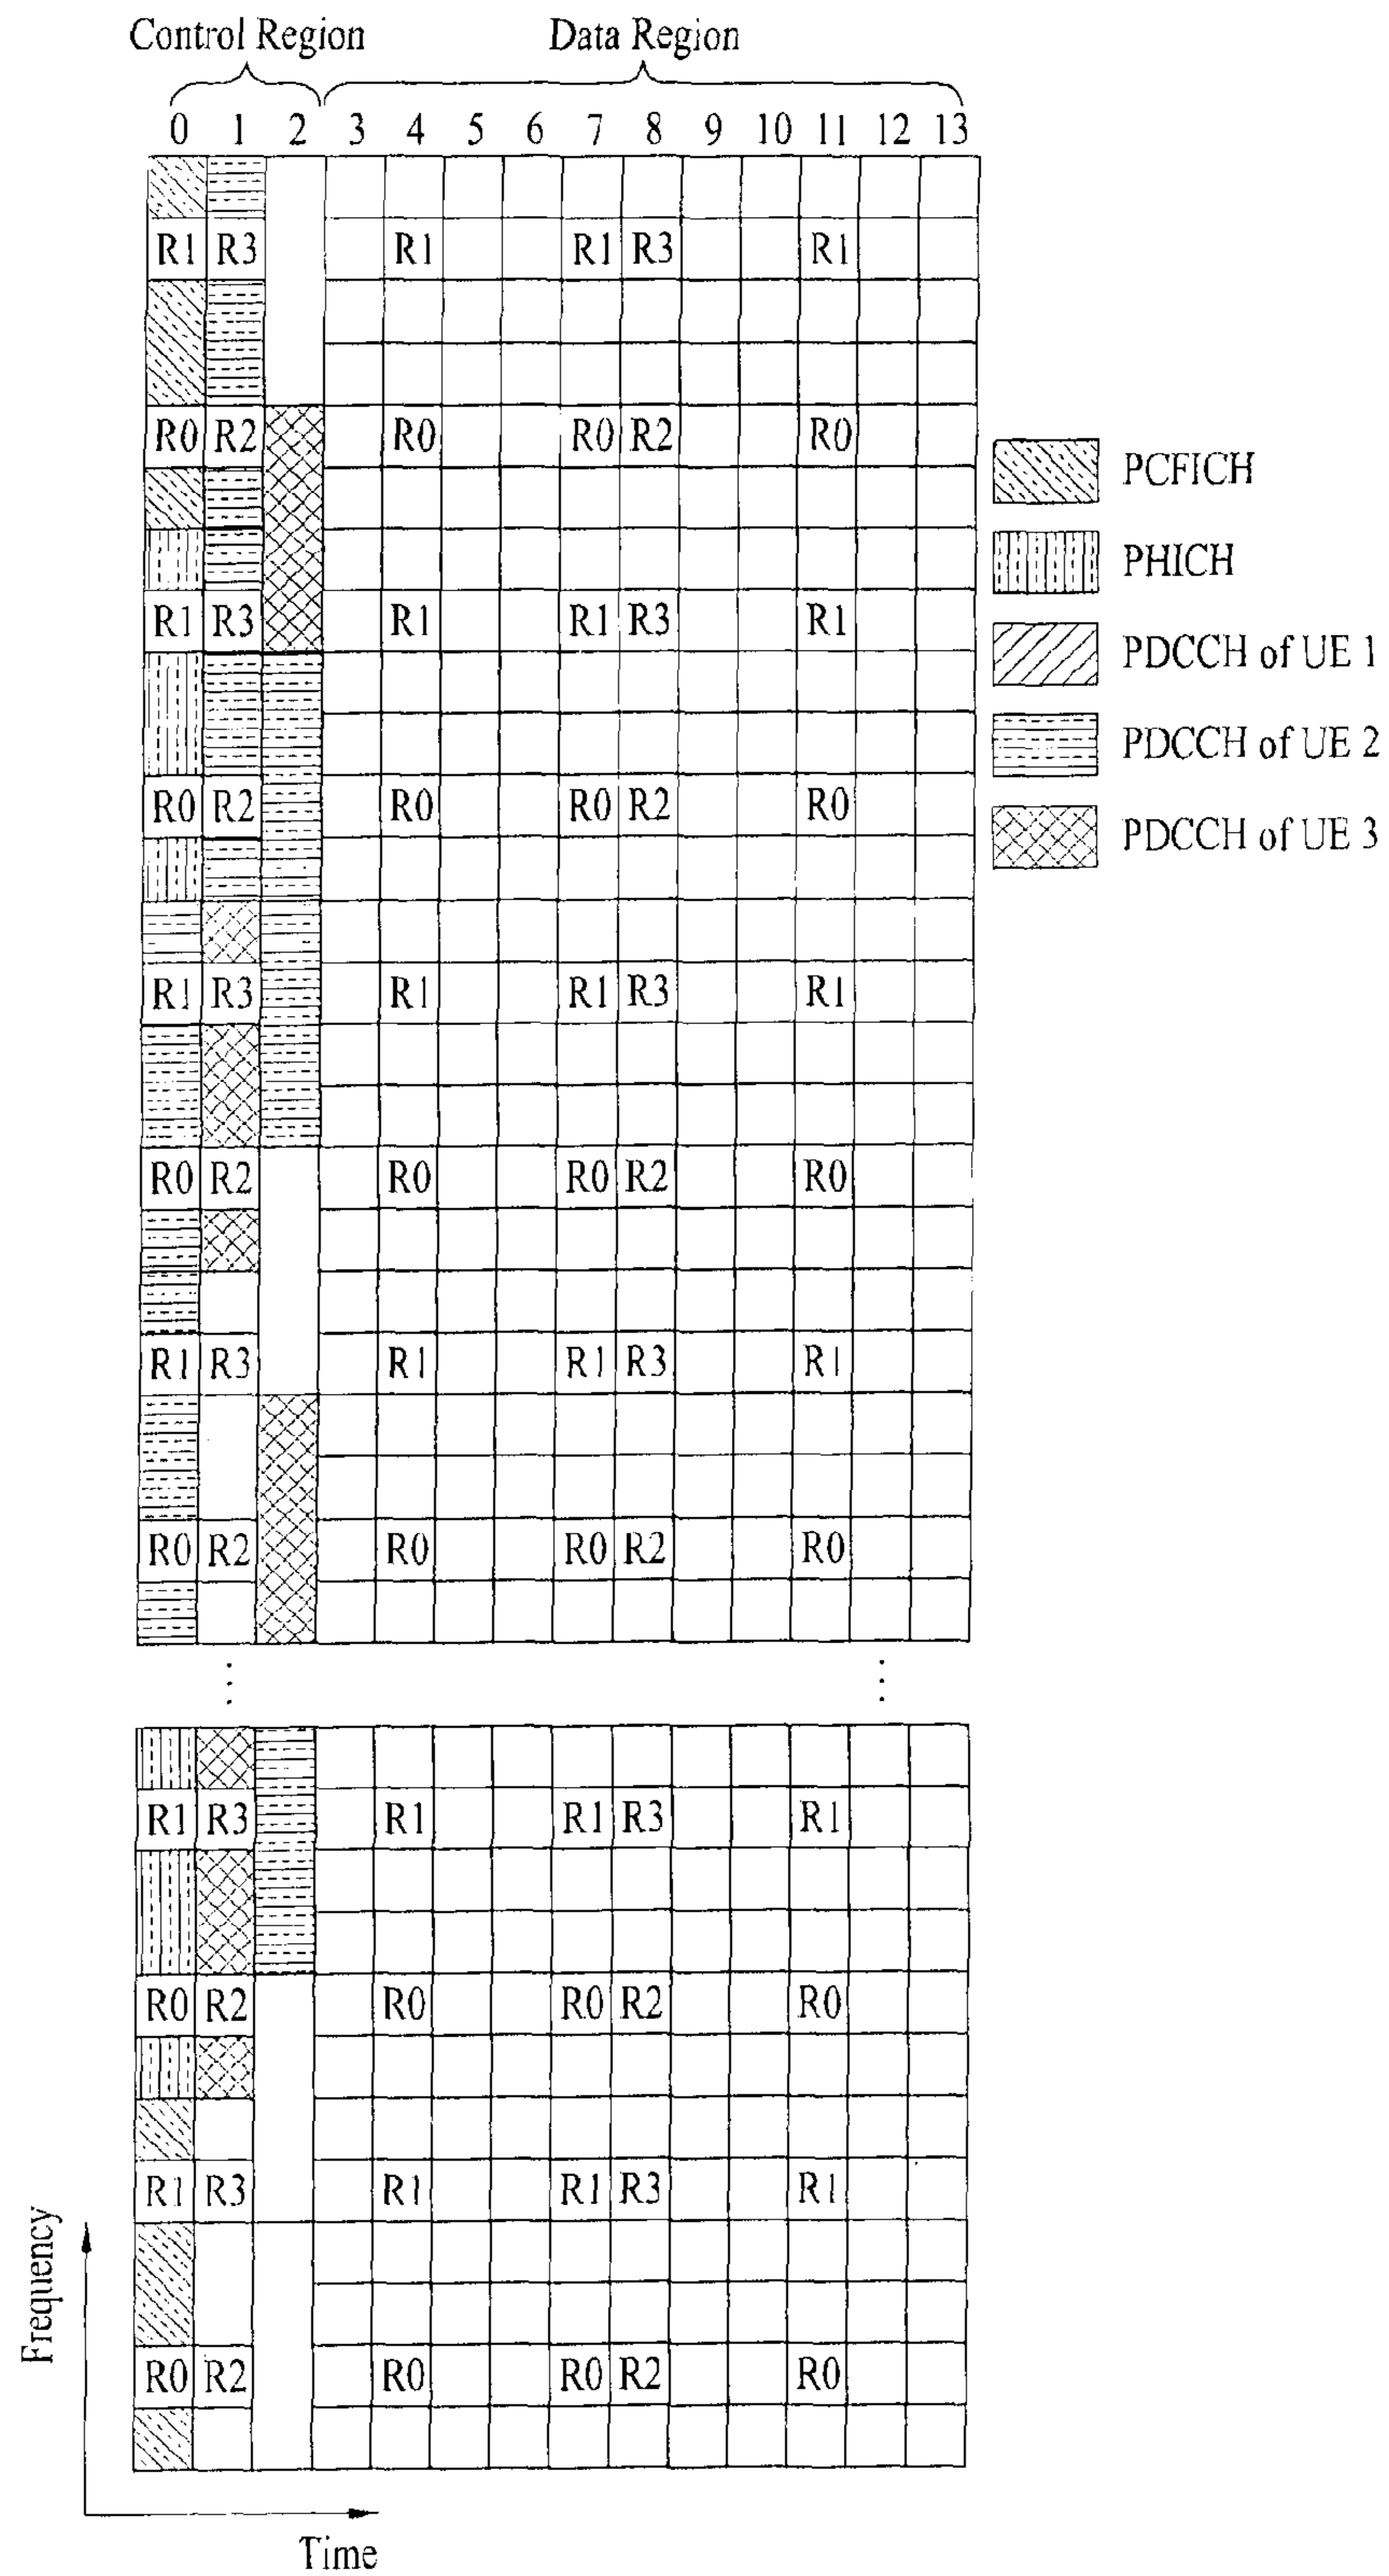 Control Region Data Region
0 1 2 3 4 5 6 7 8 9 10 11 12 13
R1 R3 R1 R1 R3 R1
R0 R2 R0 R0 R2 R0
PCFICH
PHICH
R1 R3 R1 R1 R3 R1
PDCCH of UE 1
PDCCH of UE 2
R0 R2 R0 R0 R2 R0
PDCCH of UE 3
R1 R3 R1 R1 R3 R1
R0 R2 R0 R0 R2 R0
R1 R3 R1 R1 R3 R1
R0 R2 R0 R0 R2 R0
R1 R3 R1 R1 R3 R1
R0 R2 R0 R0 R2 R0
R1 R3 R1 R1 R3 R1
R0 R2 R0 R0 R2 R0
Frequency
Time